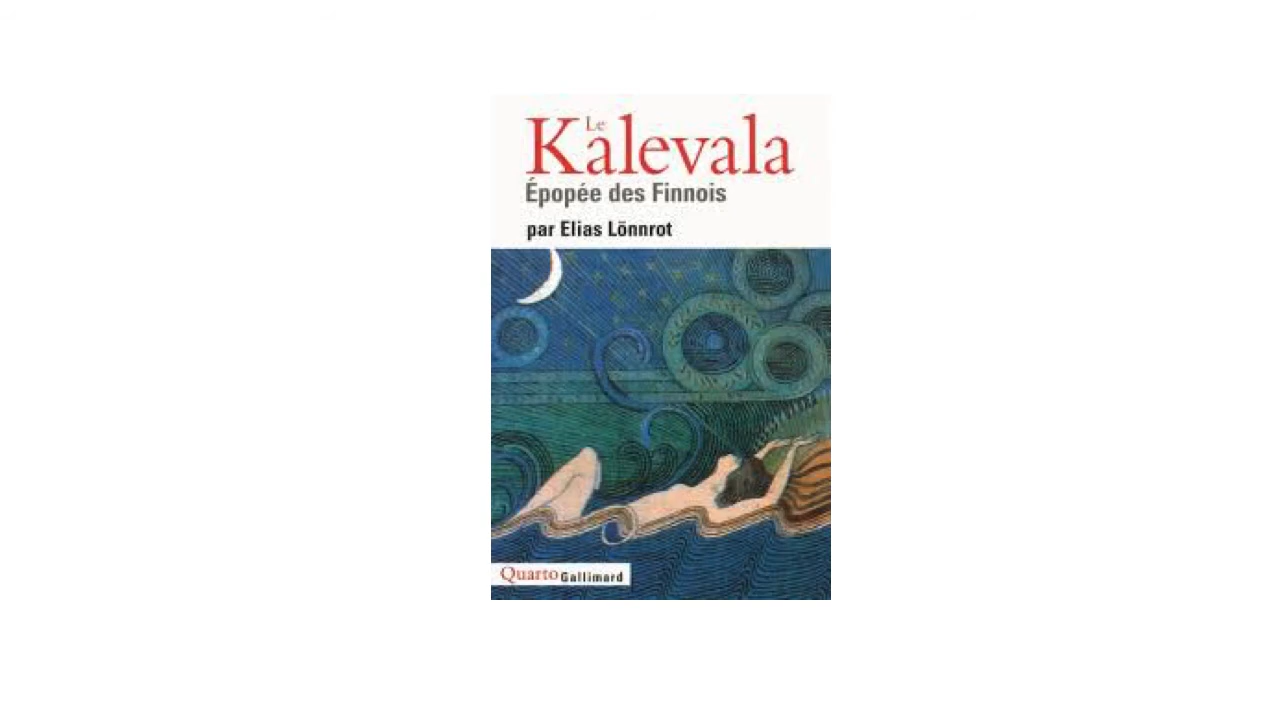 Le
Kalevala
Épopée des Finnois
par Elias Lönnrot
Quarto Gallimard